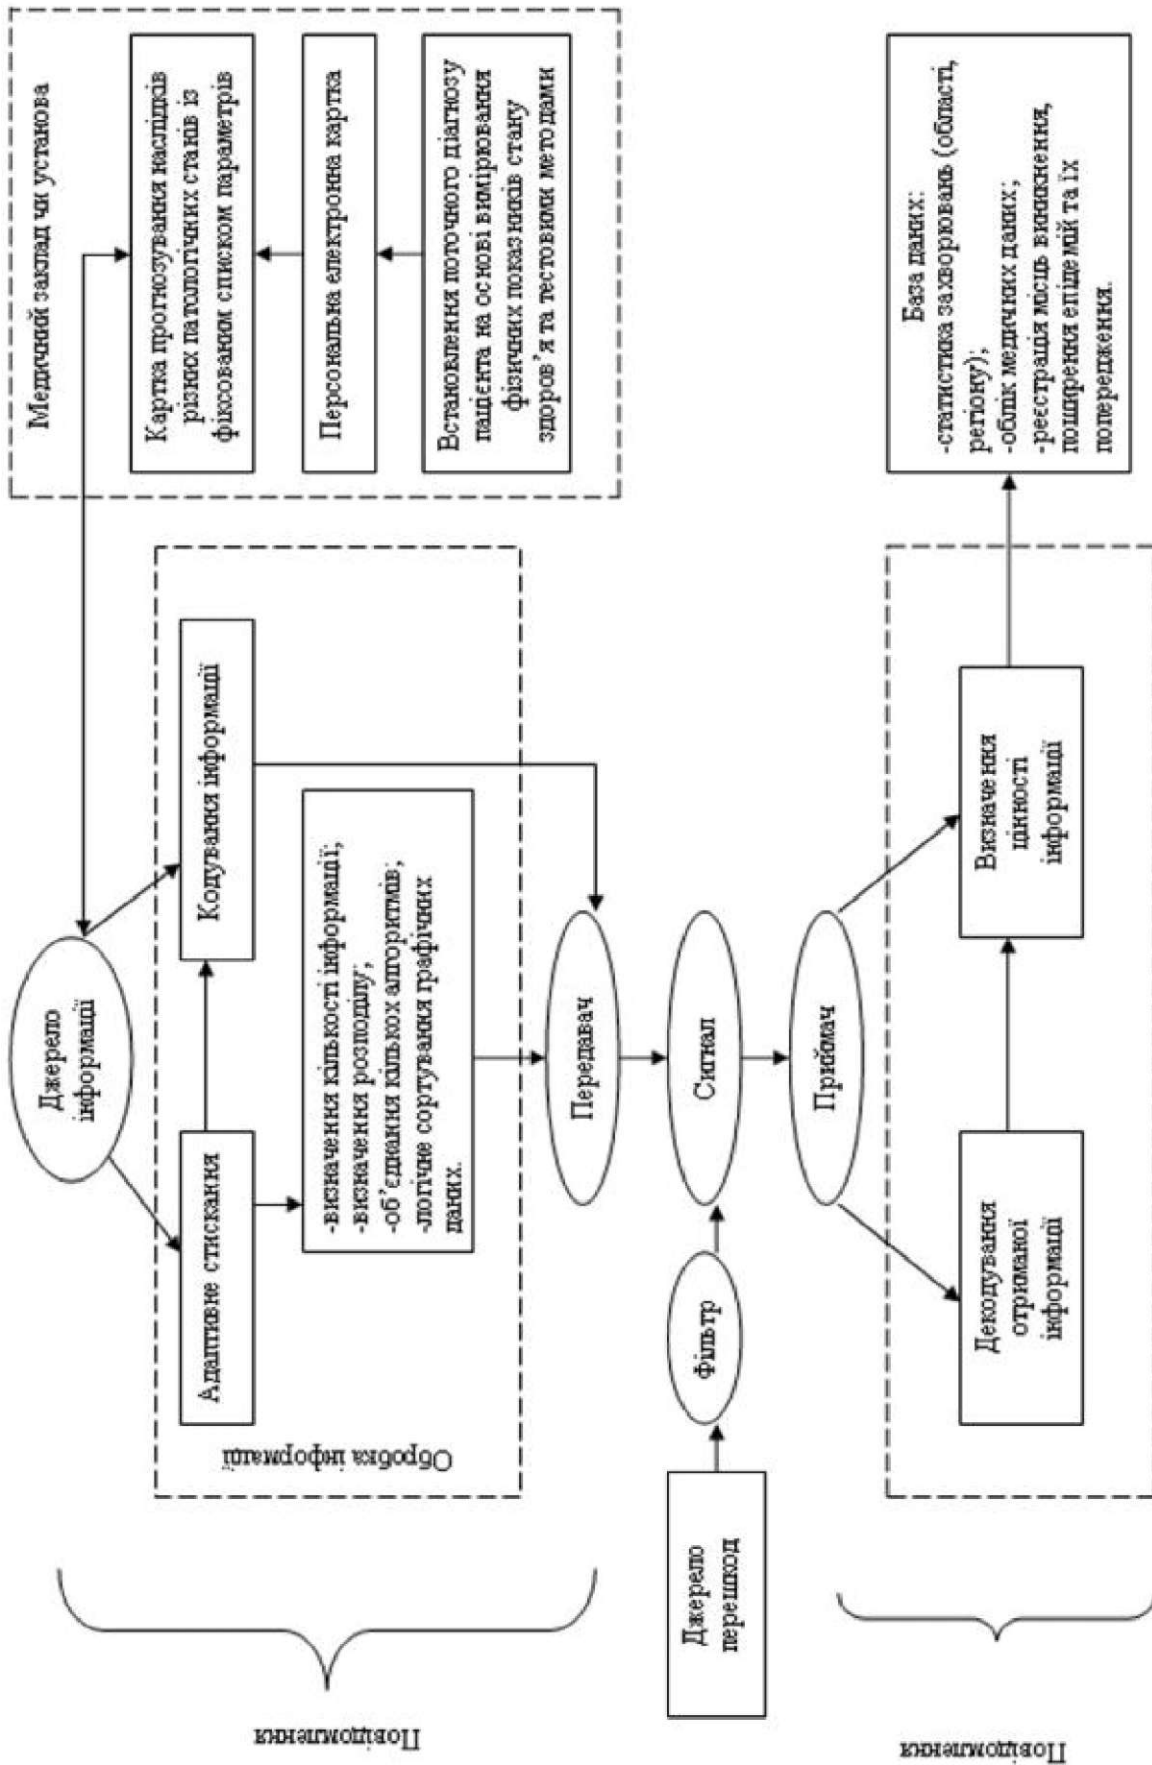 Медичний заклад чи установа
Картка прогнозування наслідків
різних патологічних станів із
фіксованим списком параметрів
Персональна електронна картка
Встановлення поточного діагнозу
пацієнта на основі вимірювання
фізичних показників стану
здоров'я та тестовими методами
Джерело
інформації
Обробка інформації
Адаптивне стискання
Кодування інформації
-визначення кількості інформації;
-визначення розподілу;
-об'єднання кількох алгоритмів;
-логічне сортування графічних
даних.
Повідомлення
Передавач
Джерело
перешкод
Фільтр
Сигнал
Приймач
Декодування
отриманої
інформації
Визначення
цінності
інформації
База даних:
-статистика захворювань (області,
регіону);
-облік медичних даних;
-реєстрація місць виникнення,
поширення епідемій та їх
попередження.
Повідомлення